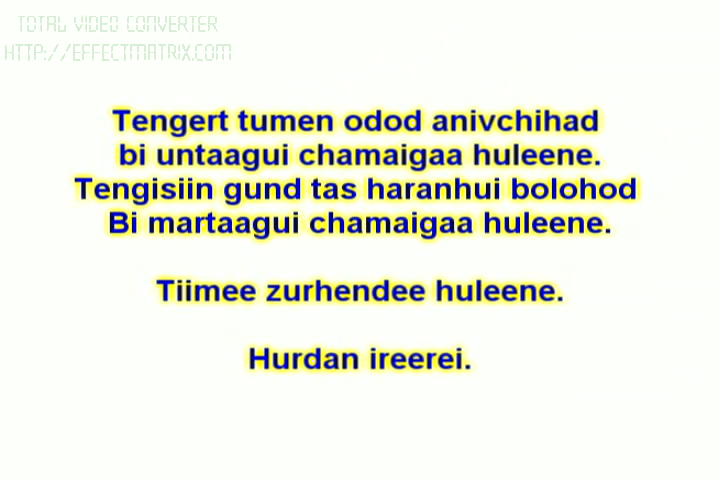 TOTAL VIDEO CONVERTER
HTTP://EFFECTMATRIX.COM
Tengert tumen odod anivchihad
bi untaagui chamaigaa huleene.
Tengisiin gund tas haranhui bolohod
Bi martaagui chamaigaa huleene.
Tiimee zurhendee huleene.
Hurdan ireerei.